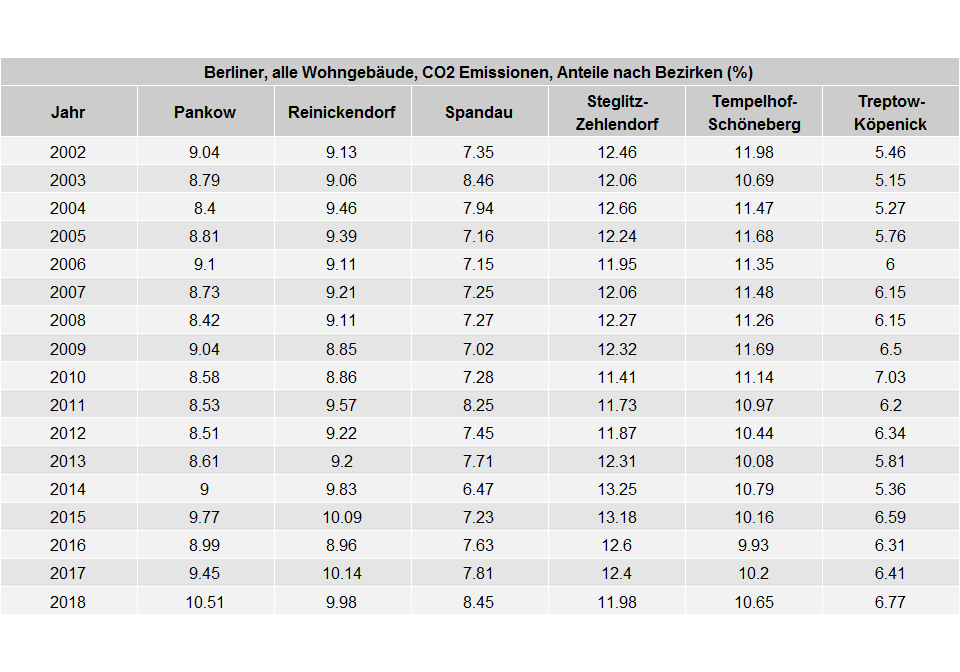 Berliner, alle Wohngebäude, CO2 Emissionen, Anteile nach Bezirken (%)
Jahr Pankow Reinickendorf Spandau Steglitz-Zehlendorf Tempelhof-Schöneberg Treptow-Köpenick
2002 9.04 9.13 7.35 12.46 11.98 5.46
2003 8.79 9.06 8.46 12.06 10.69 5.15
2004 8.4 9.46 7.94 12.66 11.47 5.27
2005 8.81 9.39 7.16 12.24 11.68 5.76
2006 9.1 9.11 7.15 11.95 11.35 6
2007 8.73 9.21 7.25 12.06 11.48 6.15
2008 8.42 9.11 7.27 12.27 11.26 6.15
2009 9.04 8.85 7.02 12.32 11.69 6.5
2010 8.58 8.86 7.28 11.41 11.14 7.03
2011 8.53 9.57 8.25 11.73 10.97 6.2
2012 8.51 9.22 7.45 11.87 10.44 6.34
2013 8.61 9.2 7.71 12.31 10.08 5.81
2014 9 9.83 6.47 13.25 10.79 5.36
2015 9.77 10.09 7.23 13.18 10.16 6.59
2016 8.99 8.96 7.63 12.6 9.93 6.31
2017 9.45 10.14 7.81 12.4 10.2 6.41
2018 10.51 9.98 8.45 11.98 10.65 6.77